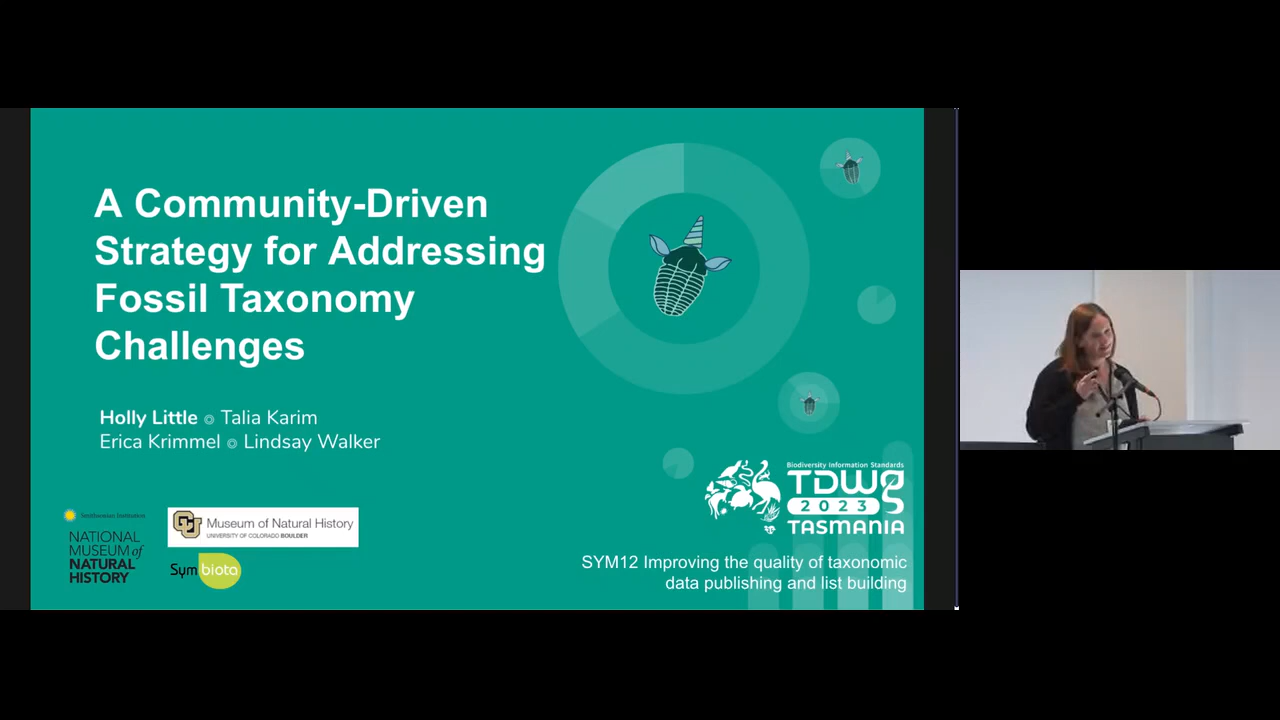 A Community-Driven
Strategy for Addressing
Fossil Taxonomy
Challenges
Holly Little ⌾ Talia Karim
Erica Krimmel ⌾ Lindsay Walker
Smithsonian Institution
NATIONAL
MUSEUM of
NATURAL
HISTORY
CU
Museum of Natural History
UNIVERSITY OF COLORADO BOULDER
Symbiota
Biodiversity Information Standards
TDWG
2023
TASMANIA
SYM12 Improving the quality of taxonomic
data publishing and list building